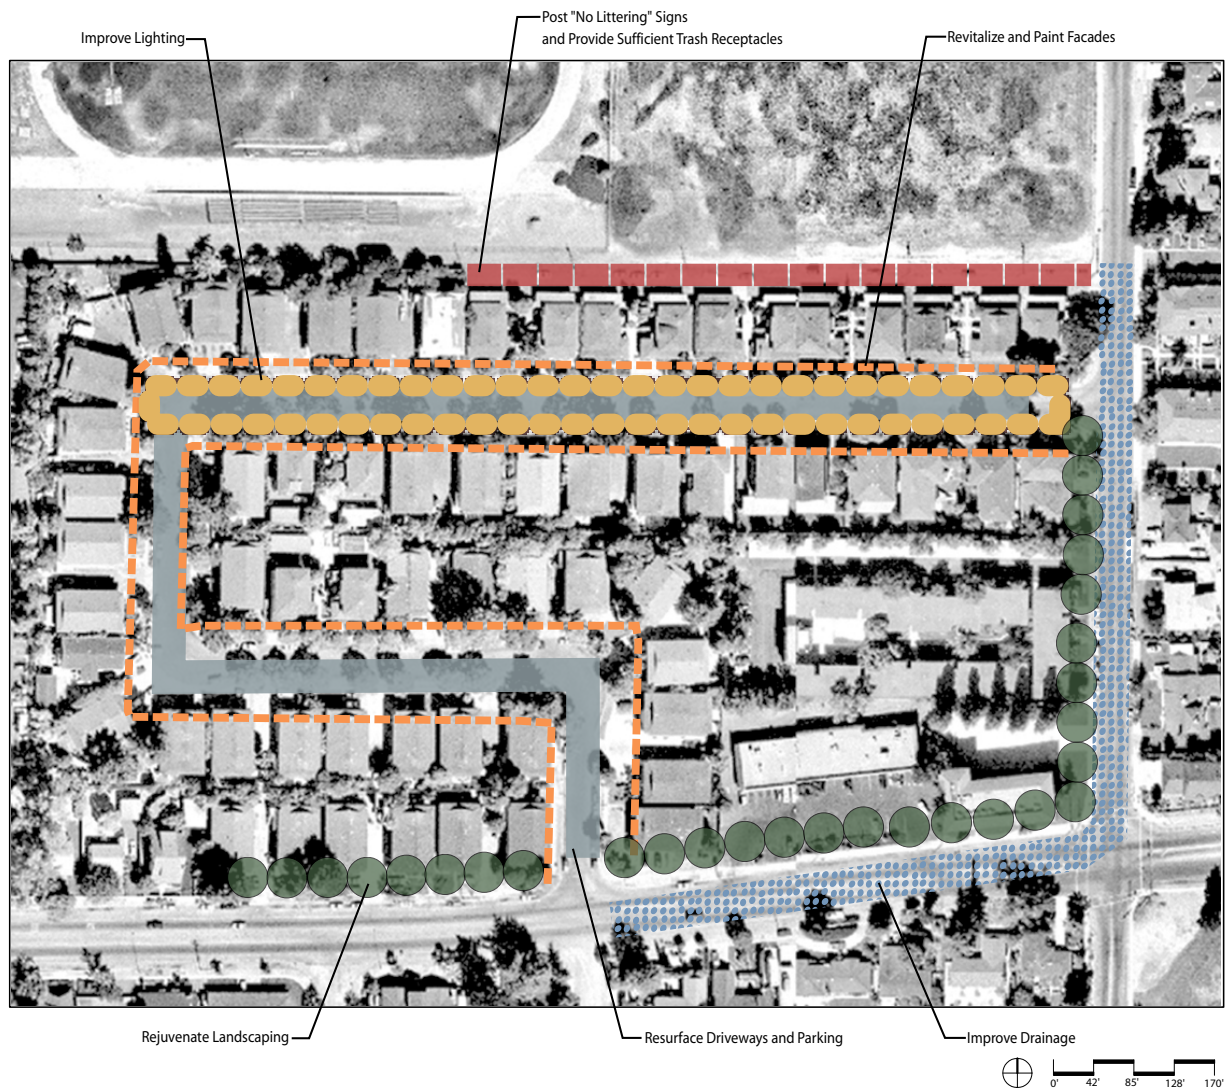 Post "No Littering" Signs
and Provide Sufficient Trash Receptacles
Improve Lighting
Revitalize and Paint Facades
Rejuvenate Landscaping
Resurface Driveways and Parking
Improve Drainage
0' 42' 85' 128' 170'